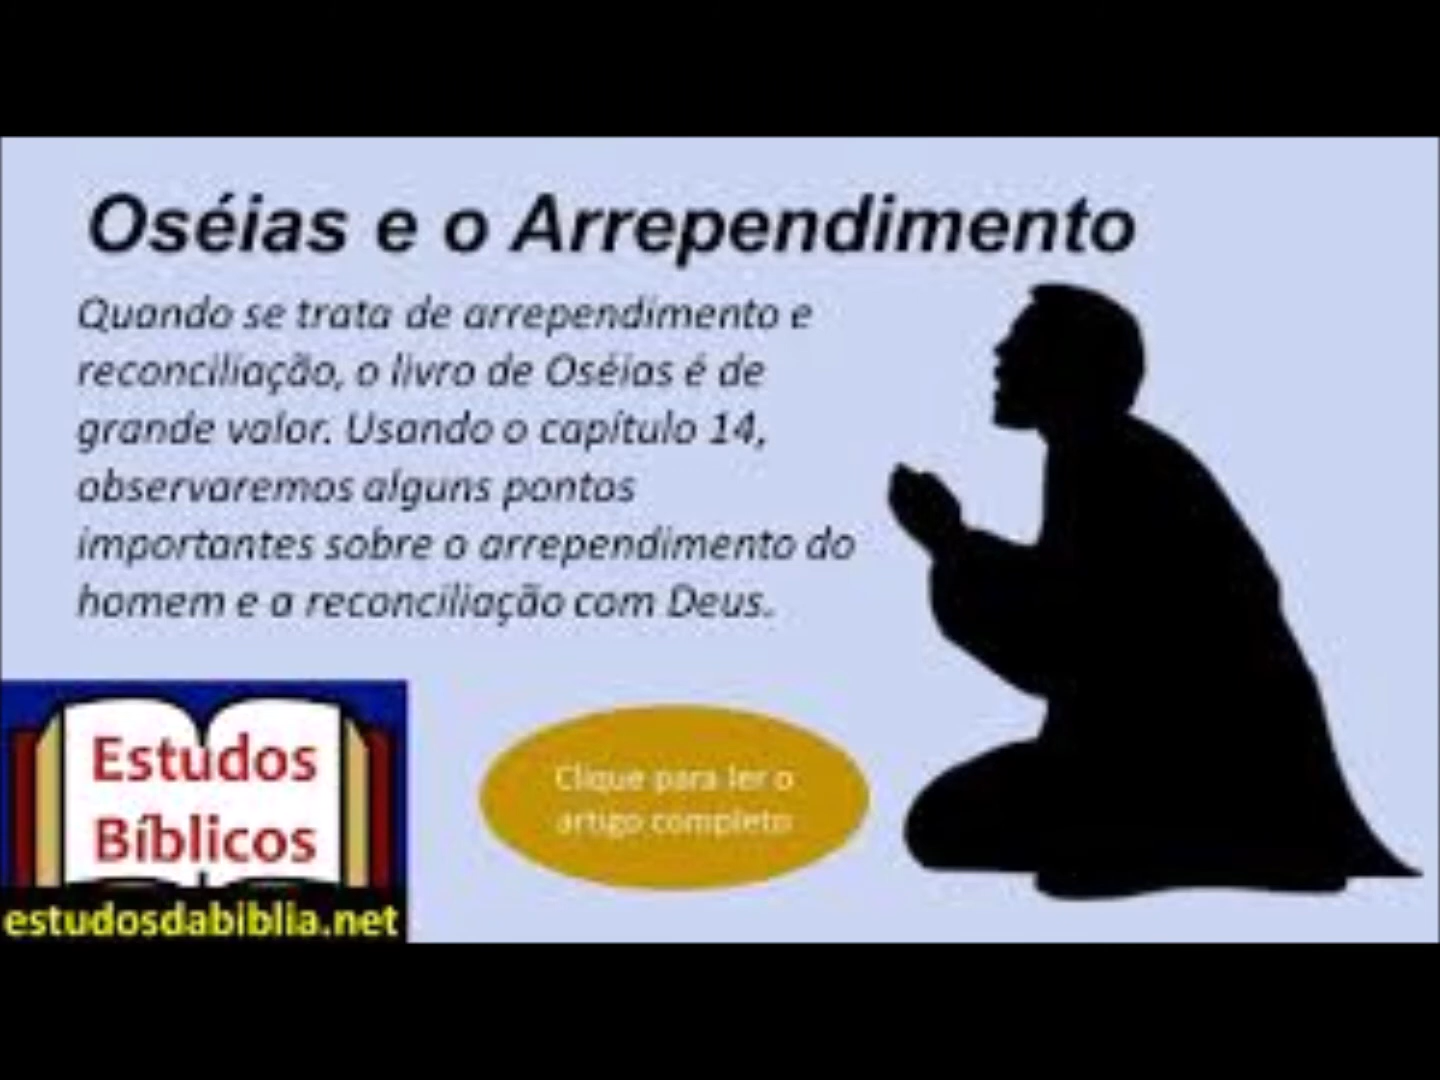 Oséias e o Arrependimento
Quando se trata de arrependimento e
reconciliação, o livro de Oséias é de
grande valor. Usando o capítulo 14,
observaremos alguns pontos
importantes sobre o arrependimento do
homem e a reconciliação com Deus.
Estudos
Bíblicos
estudosdabiblia.net
Clique para ler o
artigo completo